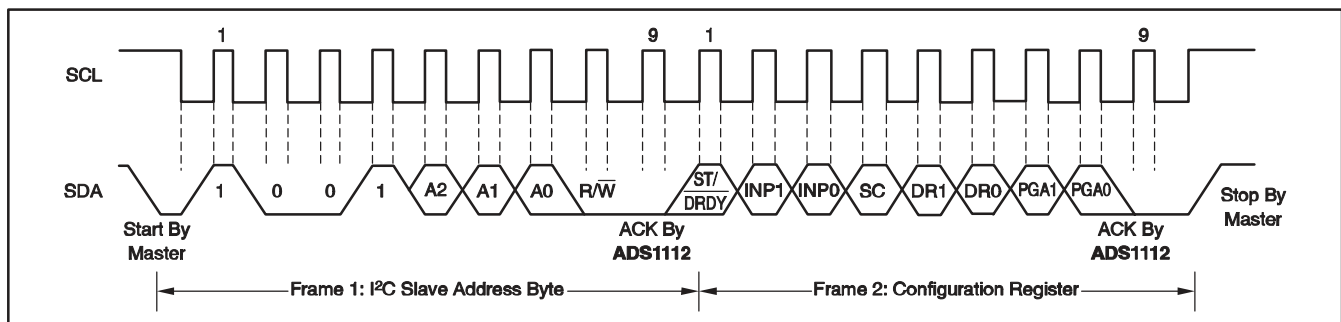 1 9 1 9
SCL
SDA 1 0 0 1 A2 A1 A0 R/W̅ ST/D̅R̅D̅Y̅ INP1 INP0 SC DR1 DR0 PGA1 PGA0
Start By
Master
ACK By
ADS1112
ACK By
ADS1112
Stop By
Master
Frame 1: I²C Slave Address Byte
Frame 2: Configuration Register